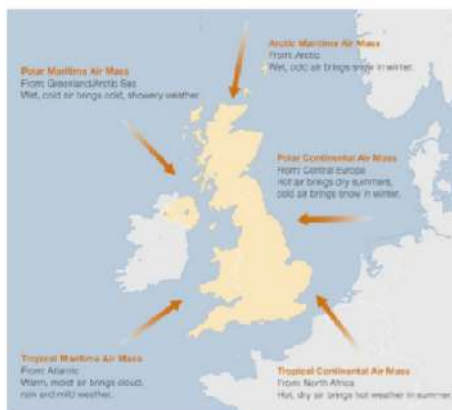 Arctic Maritime Air Mass
From: Arctic
Wet, cold air brings snow in winter.
Polar Maritime Air Mass
From: Greenland/Arctic Sea
Wet, cold air brings cold, showery weather.
Polar Continental Air Mass
From: Central Europe
Hot air brings dry summers,
cold air brings snow in winter.
Tropical Maritime Air Mass
From: Atlantic
Warm, moist air brings cloud,
rain and mild weather.
Tropical Continental Air Mass
From: North Africa
Hot, dry air brings hot weather in summer.